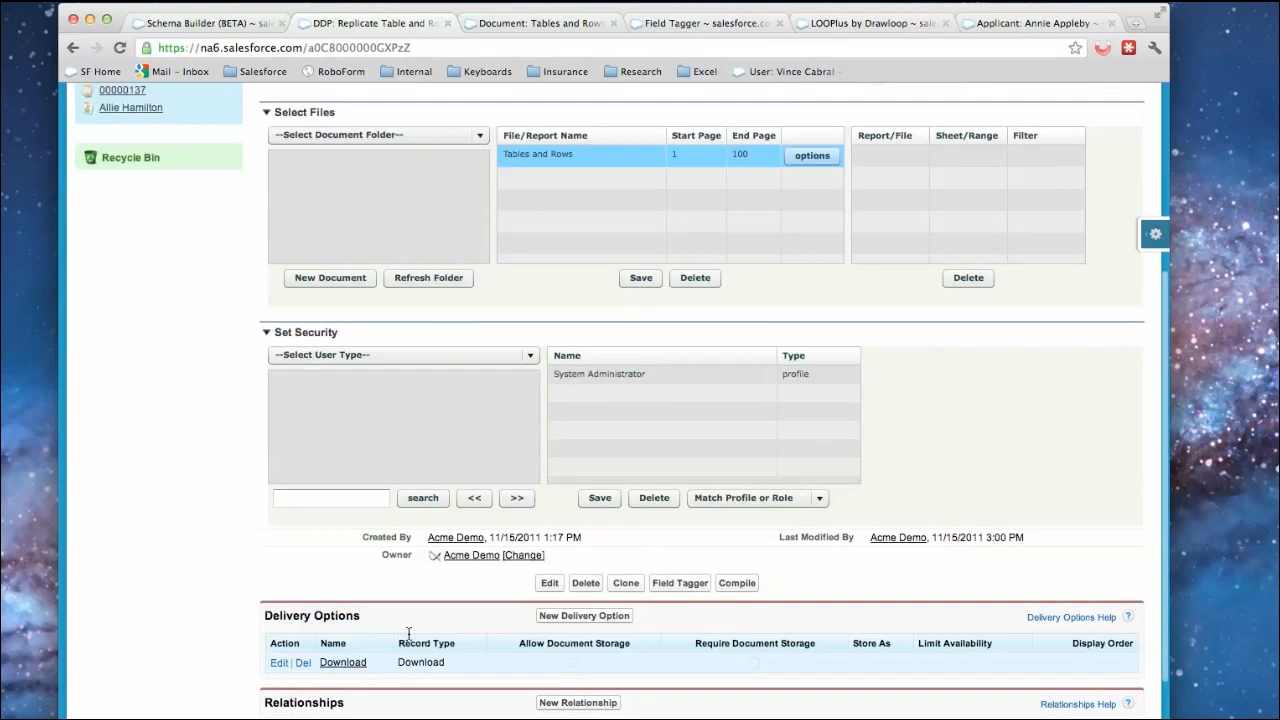 Schema Builder (BETA) ~ sale
DDP: Replicate Table and Ro
Document: Tables and Rows
Field Tagger ~ salesforce.co
LOOPlus by Drawloop ~ sales
Applicant: Annie Appleby ~
https://na6.salesforce.com/a0C8000000GXPzZ
SF Home
Mail - Inbox
Salesforce
RoboForm
Internal
Keyboards
Insurance
Research
Excel
User: Vince Cabral ~
00000137
Allie Hamilton
Recycle Bin
Select Files
--Select Document Folder--
File/Report Name Start Page End Page
Report/File Sheet/Range Filter
Tables and Rows 1 100 options
New Document Refresh Folder Save Delete Delete
Set Security
--Select User Type--
Name Type
System Administrator profile
search << >> Save Delete Match Profile or Role
Created By Acme Demo, 11/15/2011 1:17 PM Last Modified By Acme Demo, 11/15/2011 3:00 PM
Owner Acme Demo [Change]
Edit Delete Clone Field Tagger Compile
Delivery Options New Delivery Option Delivery Options Help ?
Action Name Record Type Allow Document Storage Require Document Storage Store As Limit Availability Display Order
Edit | Del Download Download
Relationships New Relationship Relationships Help ?